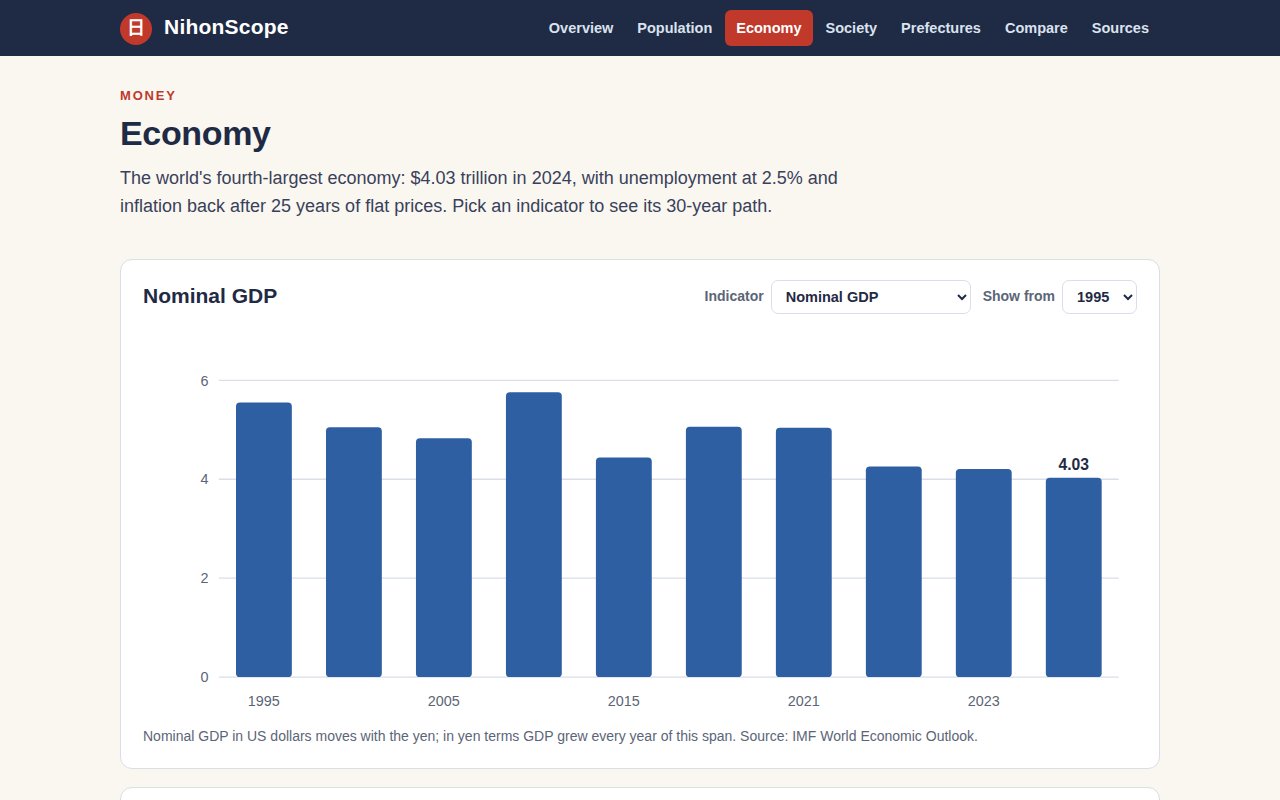 日 NihonScope
Overview Population Economy Society Prefectures Compare Sources
MONEY
Economy
The world's fourth-largest economy: $4.03 trillion in 2024, with unemployment at 2.5% and
inflation back after 25 years of flat prices. Pick an indicator to see its 30-year path.
Nominal GDP
Indicator Nominal GDP Show from 1995
6
4
2
0
4.03
1995 2005 2015 2021 2023
Nominal GDP in US dollars moves with the yen; in yen terms GDP grew every year of this span. Source: IMF World Economic Outlook.